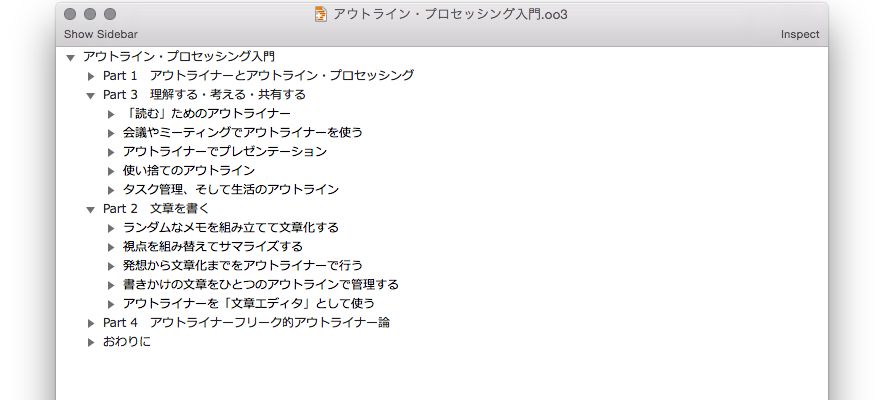 アウトライン・プロセッシング入門.oo3
Show Sidebar
Inspect
アウトライン・プロセッシング入門
Part 1　アウトライナーとアウトライン・プロセッシング
Part 3　理解する・考える・共有する
「読む」ためのアウトライナー
会議やミーティングでアウトライナーを使う
アウトライナーでプレゼンテーション
使い捨てのアウトライン
タスク管理、そして生活のアウトライン
Part 2　文章を書く
ランダムなメモを組み立てて文章化する
視点を組み替えてサマライズする
発想から文章化までをアウトライナーで行う
書きかけの文章をひとつのアウトラインで管理する
アウトライナーを「文章エディタ」として使う
Part 4　アウトライナーフリーク的アウトライナー論
おわりに